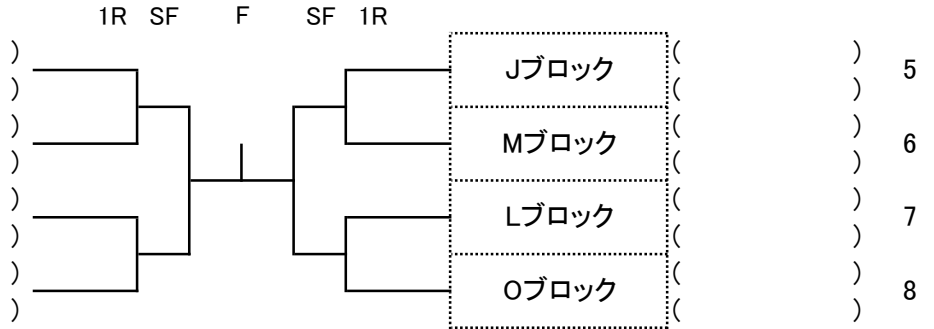 1R SF F SF 1R
) Jブロック ( ) 5
) ( )
) Mブロック ( ) 6
) ( )
) Lブロック ( ) 7
) ( )
) Oブロック ( ) 8
) ( )